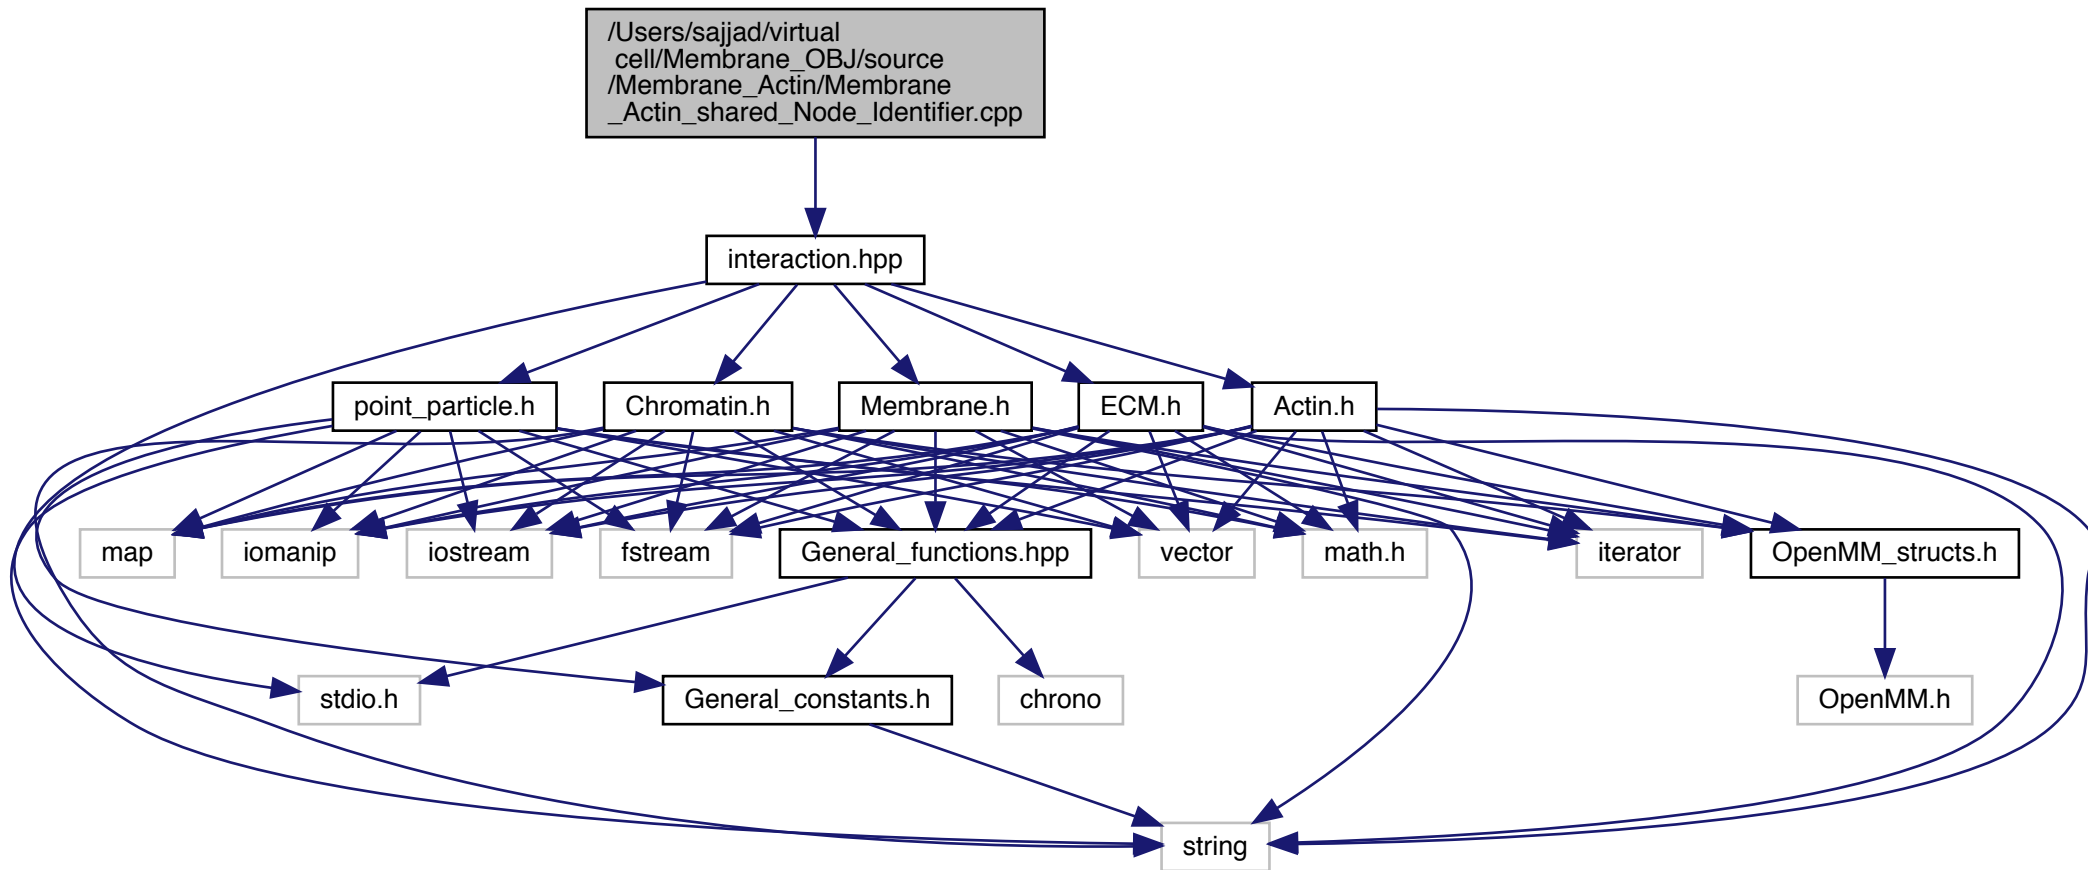 /Users/sajjad/virtual
cell/Membrane_OBJ/source
/Membrane_Actin/Membrane
_Actin_shared_Node_Identifier.cpp
interaction.hpp
point_particle.h
Chromatin.h
Membrane.h
ECM.h
Actin.h
map
iomanip
iostream
fstream
General_functions.hpp
vector
math.h
iterator
OpenMM_structs.h
stdio.h
General_constants.h
chrono
OpenMM.h
string